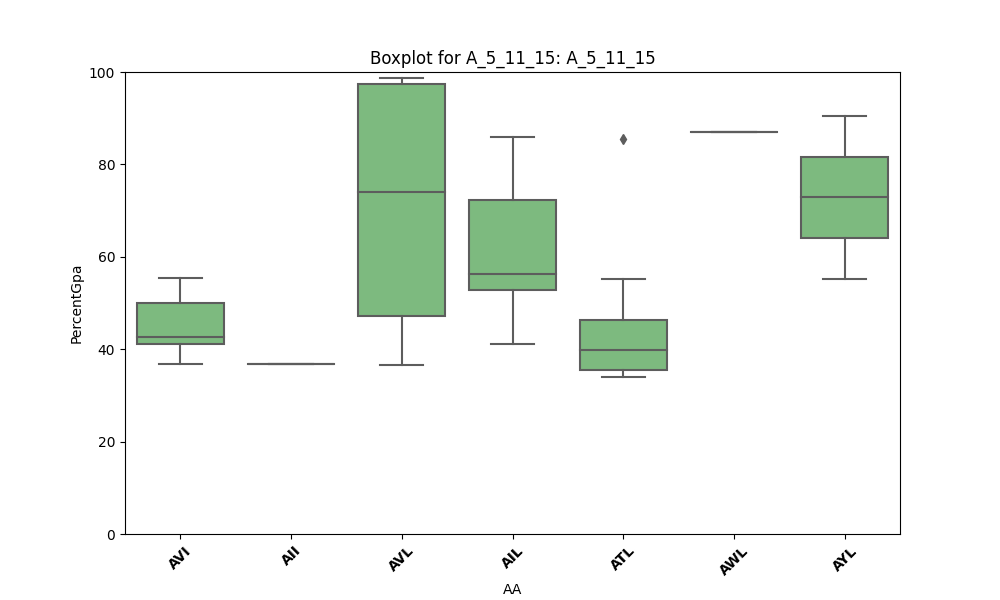 Boxplot for A_5_11_15: A_5_11_15
100
80
60
40
20
0
PercentGpa
AVI
AII
AVL
AIL
ATL
AWL
AYL
AA